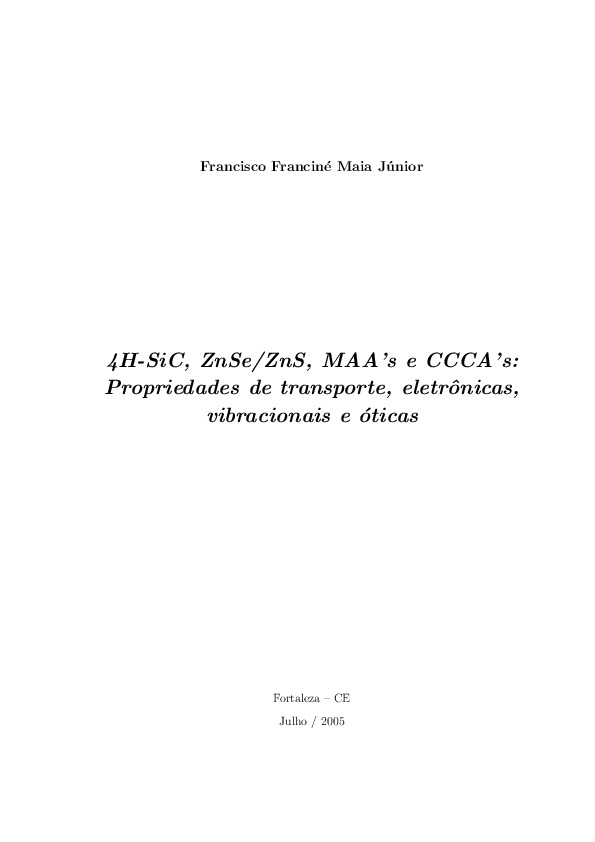 Francisco Franciné Maia Júnior
4H-SiC, ZnSe/ZnS, MAA's e CCCA's:
Propriedades de transporte, eletrônicas,
vibracionais e óticas
Fortaleza – CE
Julho / 2005